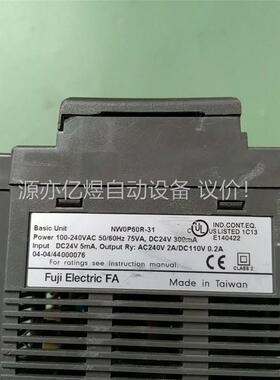 源亦亿煜自动设备 议价!
Basic Unit NW0P60R-31
Power 100-240VAC 50/60Hz 75VA, DC24V 300mA
Input DC24V 5mA, Output Ry: AC240V 2A/DC110V 0.2A
04-04/44000076
For ratings see instruction manual.
UL IND.CONT.EQ.
US LISTED 1C13
E140422
CLASS 2
Fuji Electric FA
Made in Taiwan